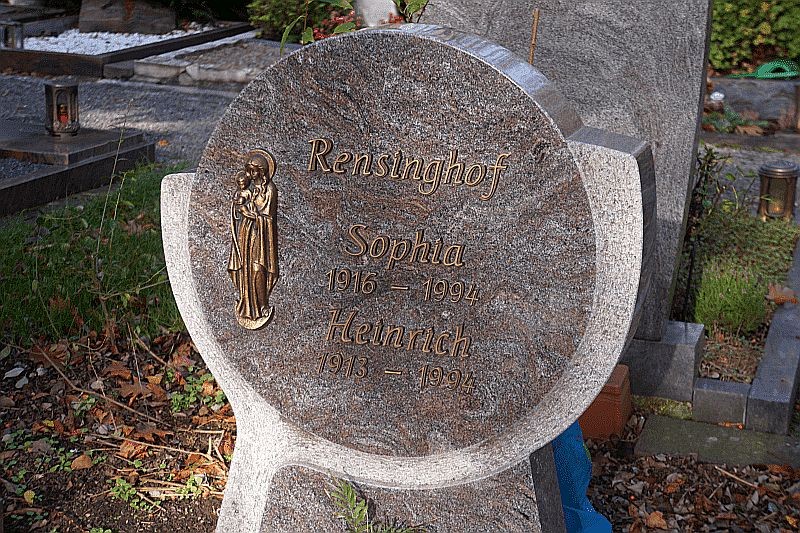 Rensinghof
Sophia
1916 – 1994
Heinrich
1913 – 1994